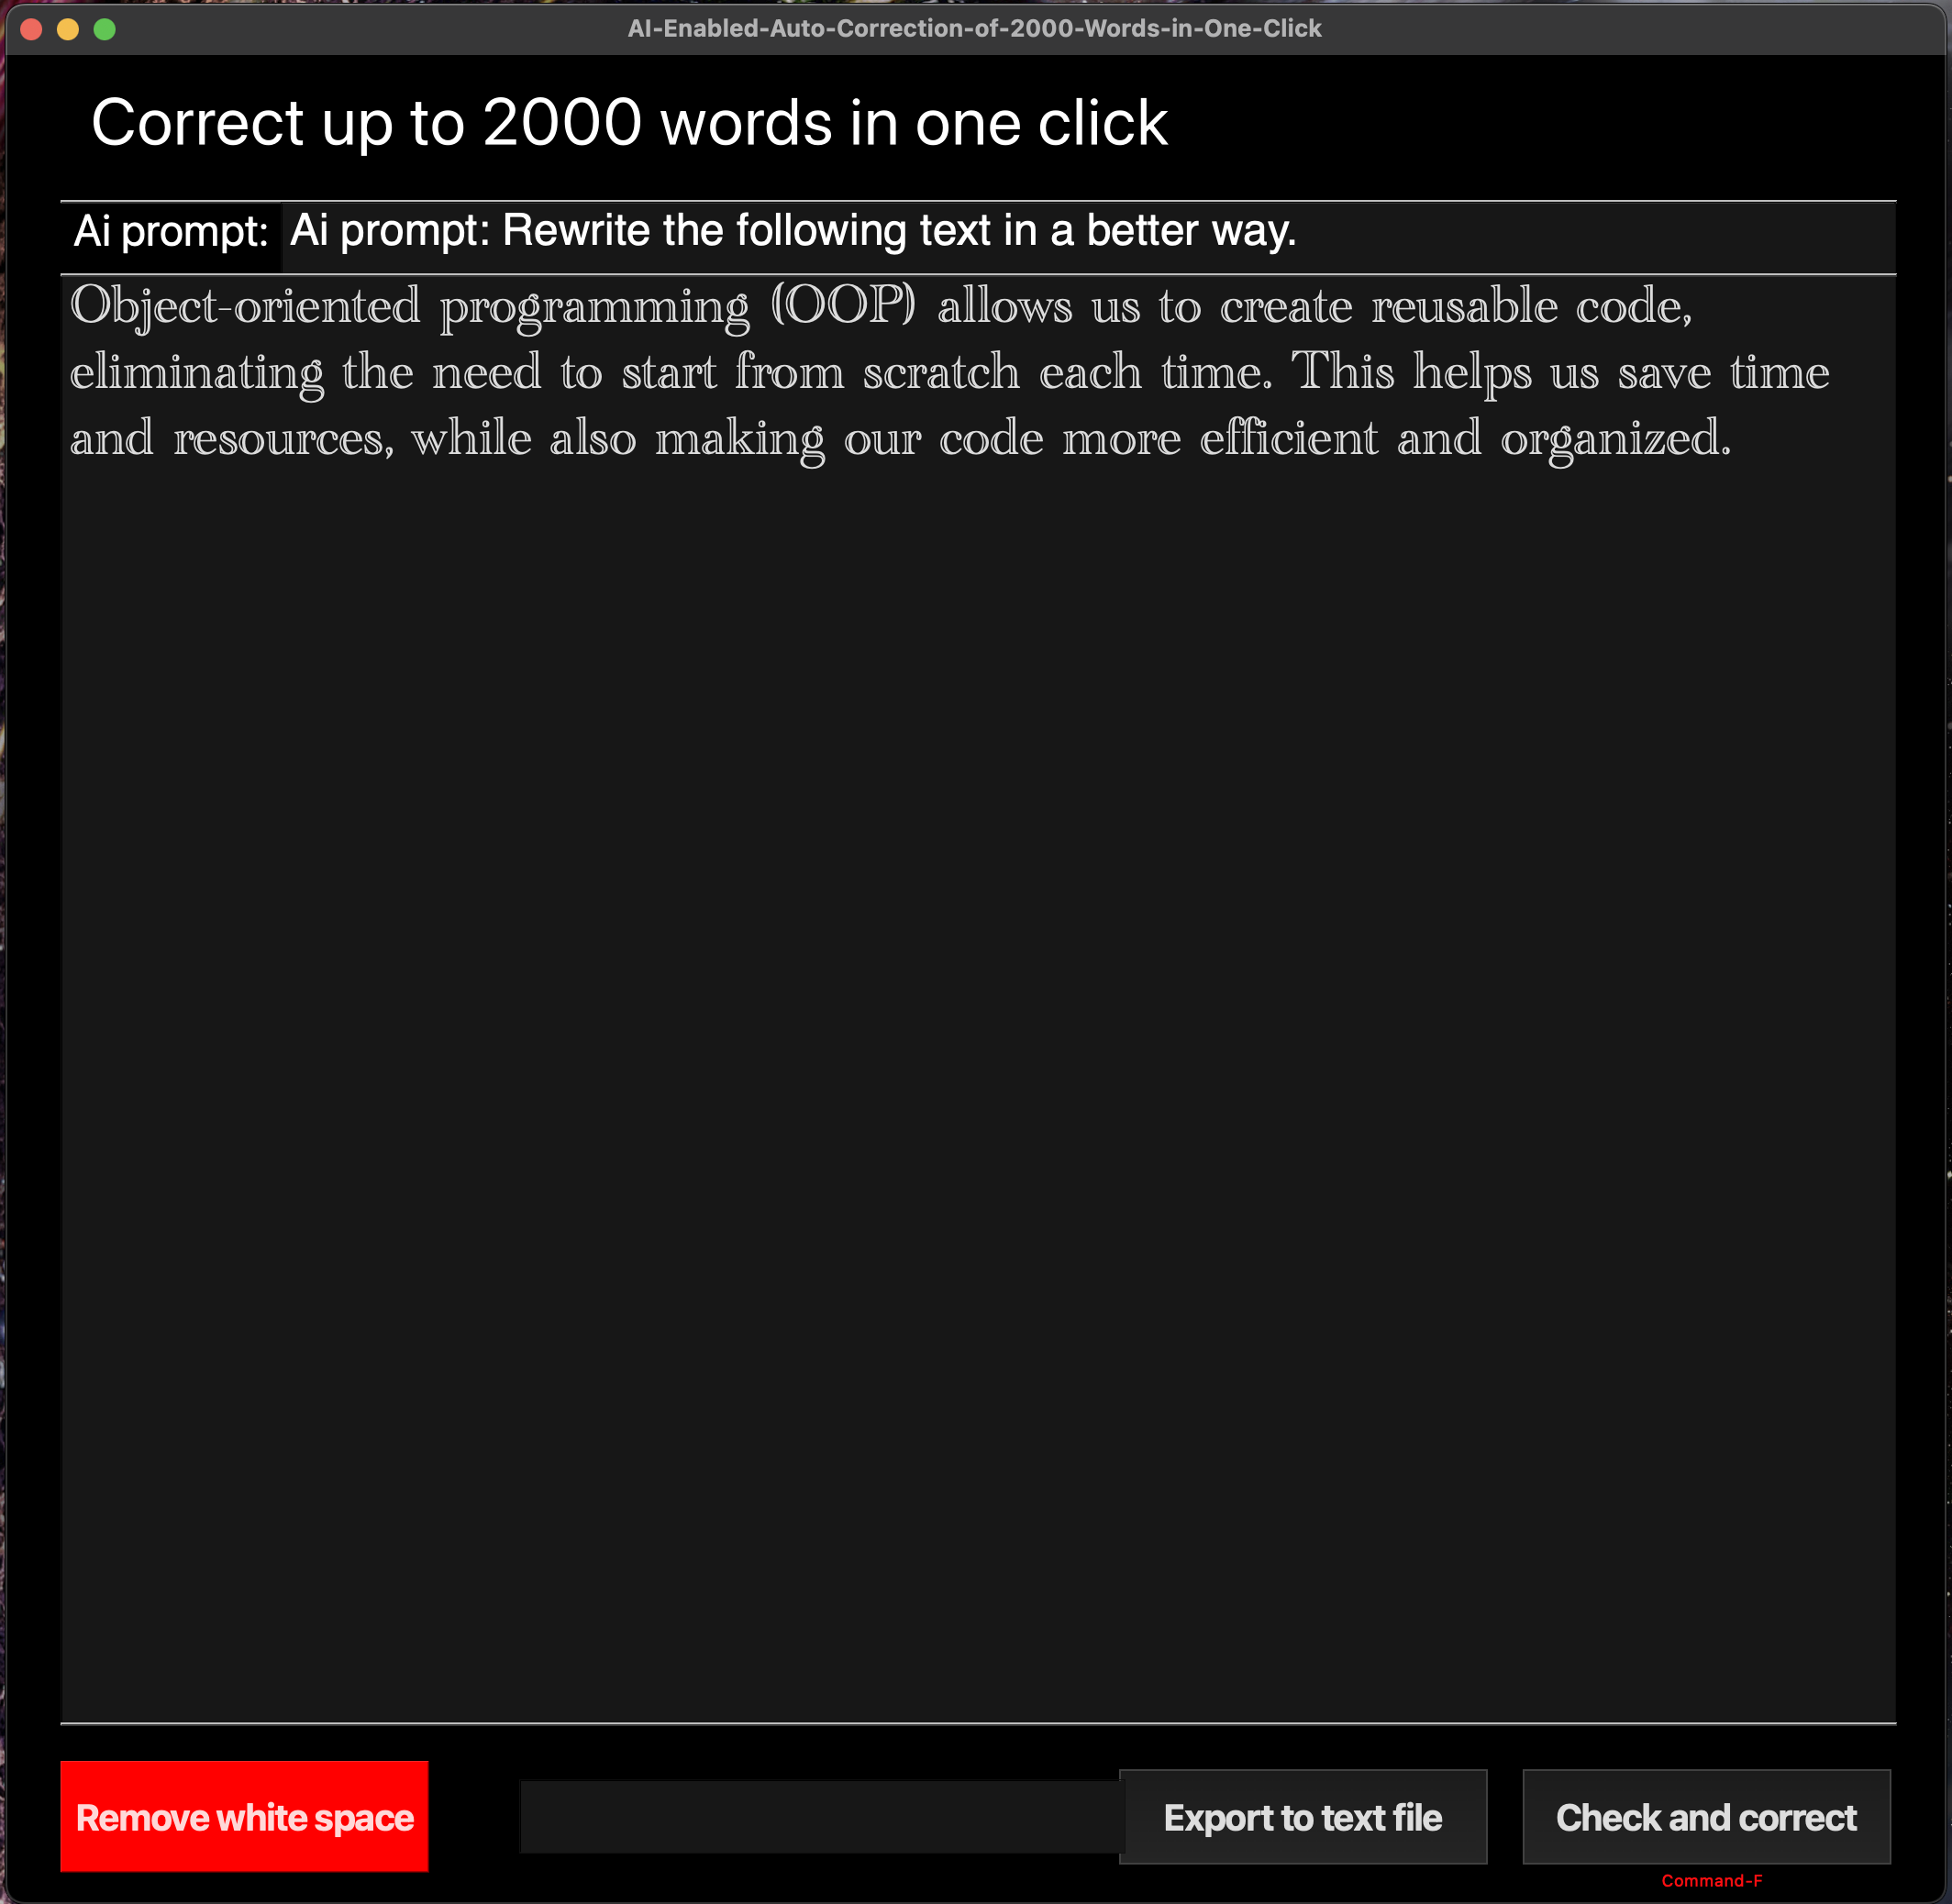 AI-Enabled-Auto-Correction-of-2000-Words-in-One-Click
Correct up to 2000 words in one click
Ai prompt: Ai prompt: Rewrite the following text in a better way.
Object-oriented programming (OOP) allows us to create reusable code,
eliminating the need to start from scratch each time. This helps us save time
and resources, while also making our code more efficient and organized.
Remove white space Export to text file Check and correct
Command-F